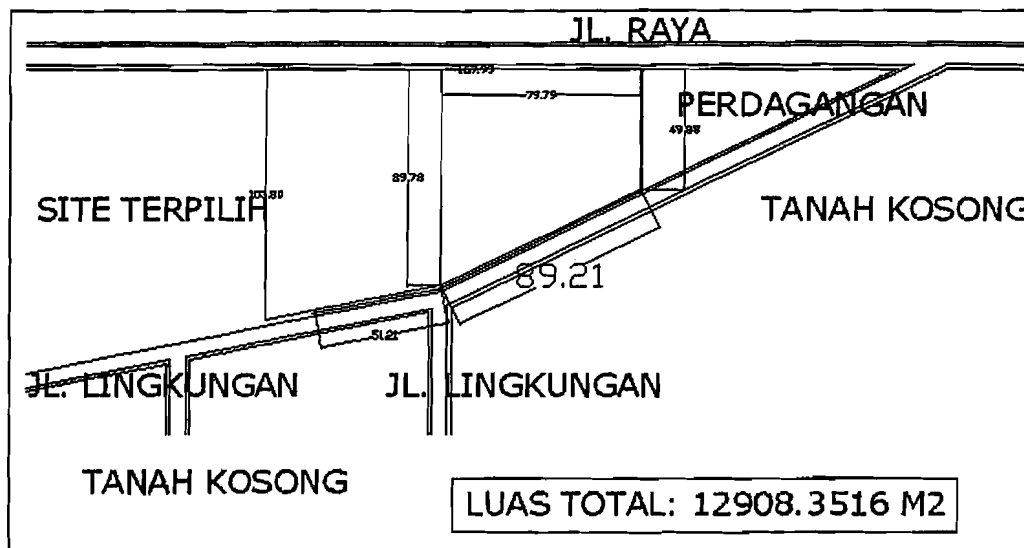 JL. RAYA
79.79
PERDAGANGAN
49.88
89.78
SITE TERPILIH
TANAH KOSONG
89.21
51.21
JL. LINGKUNGAN
JL. LINGKUNGAN
TANAH KOSONG
LUAS TOTAL: 12908.3516 M2